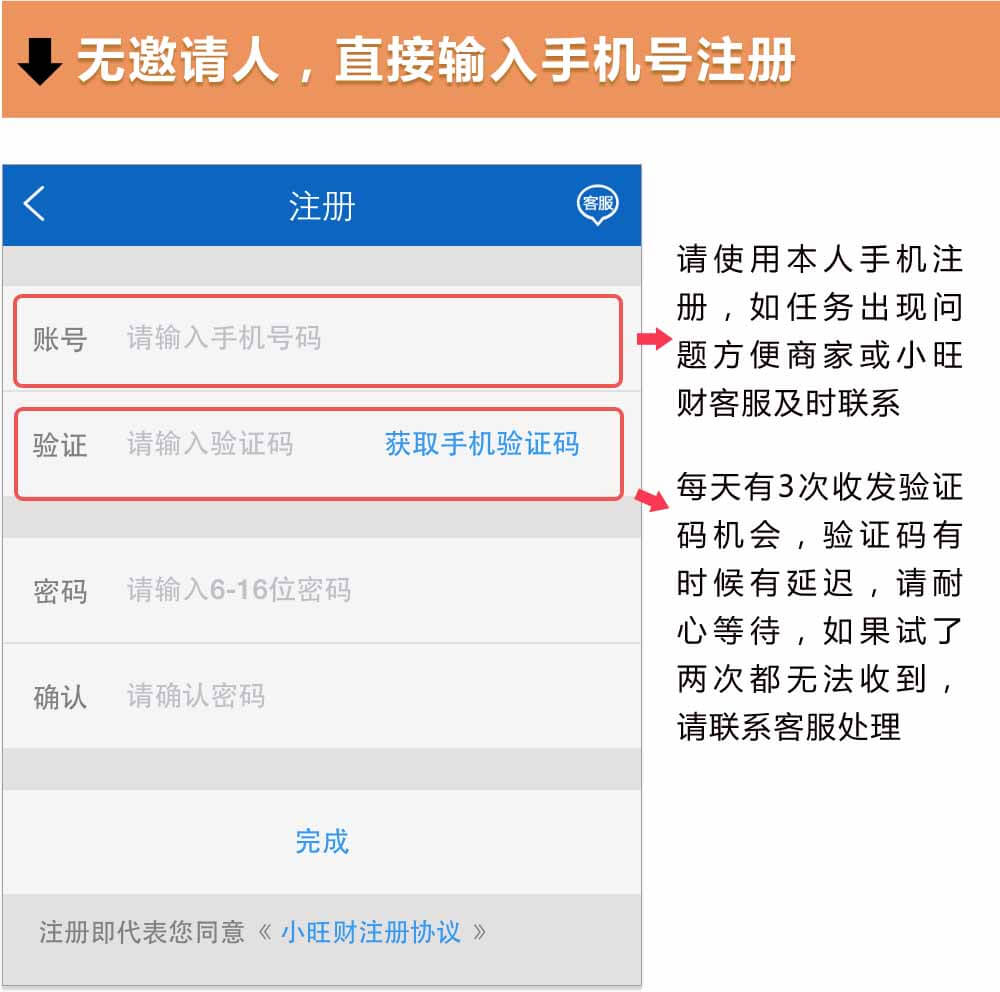 无邀请人，直接输入手机号注册
注册
客服
账号 请输入手机号码
验证 请输入验证码 获取手机验证码
密码 请输入6-16位密码
确认 请确认密码
完成
注册即代表您同意《小旺财注册协议》
请使用本人手机注
册，如任务出现问
题方便商家或小旺
财客服及时联系
每天有3次收发验证
码机会，验证码有
时候有延迟，请耐
心等待，如果试了
两次都无法收到，
请联系客服处理